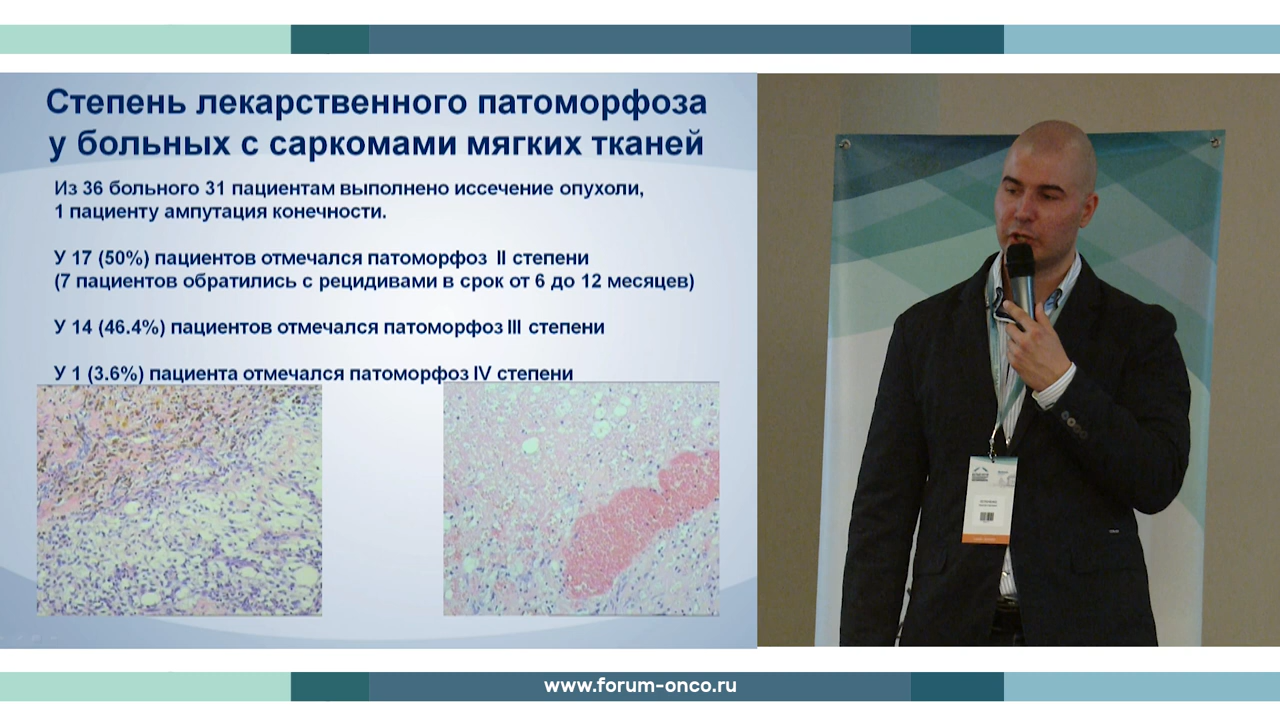 Степень лекарственного патоморфоза
у больных с саркомами мягких тканей
Из 36 больного 31 пациентам выполнено иссечение опухоли,
1 пациенту ампутация конечности.
У 17 (50%) пациентов отмечался патоморфоз II степени
(7 пациентов обратились с рецидивами в срок от 6 до 12 месяцев)
У 14 (46.4%) пациентов отмечался патоморфоз III степени
У 1 (3.6%) пациента отмечался патоморфоз IV степени
www.forum-onco.ru